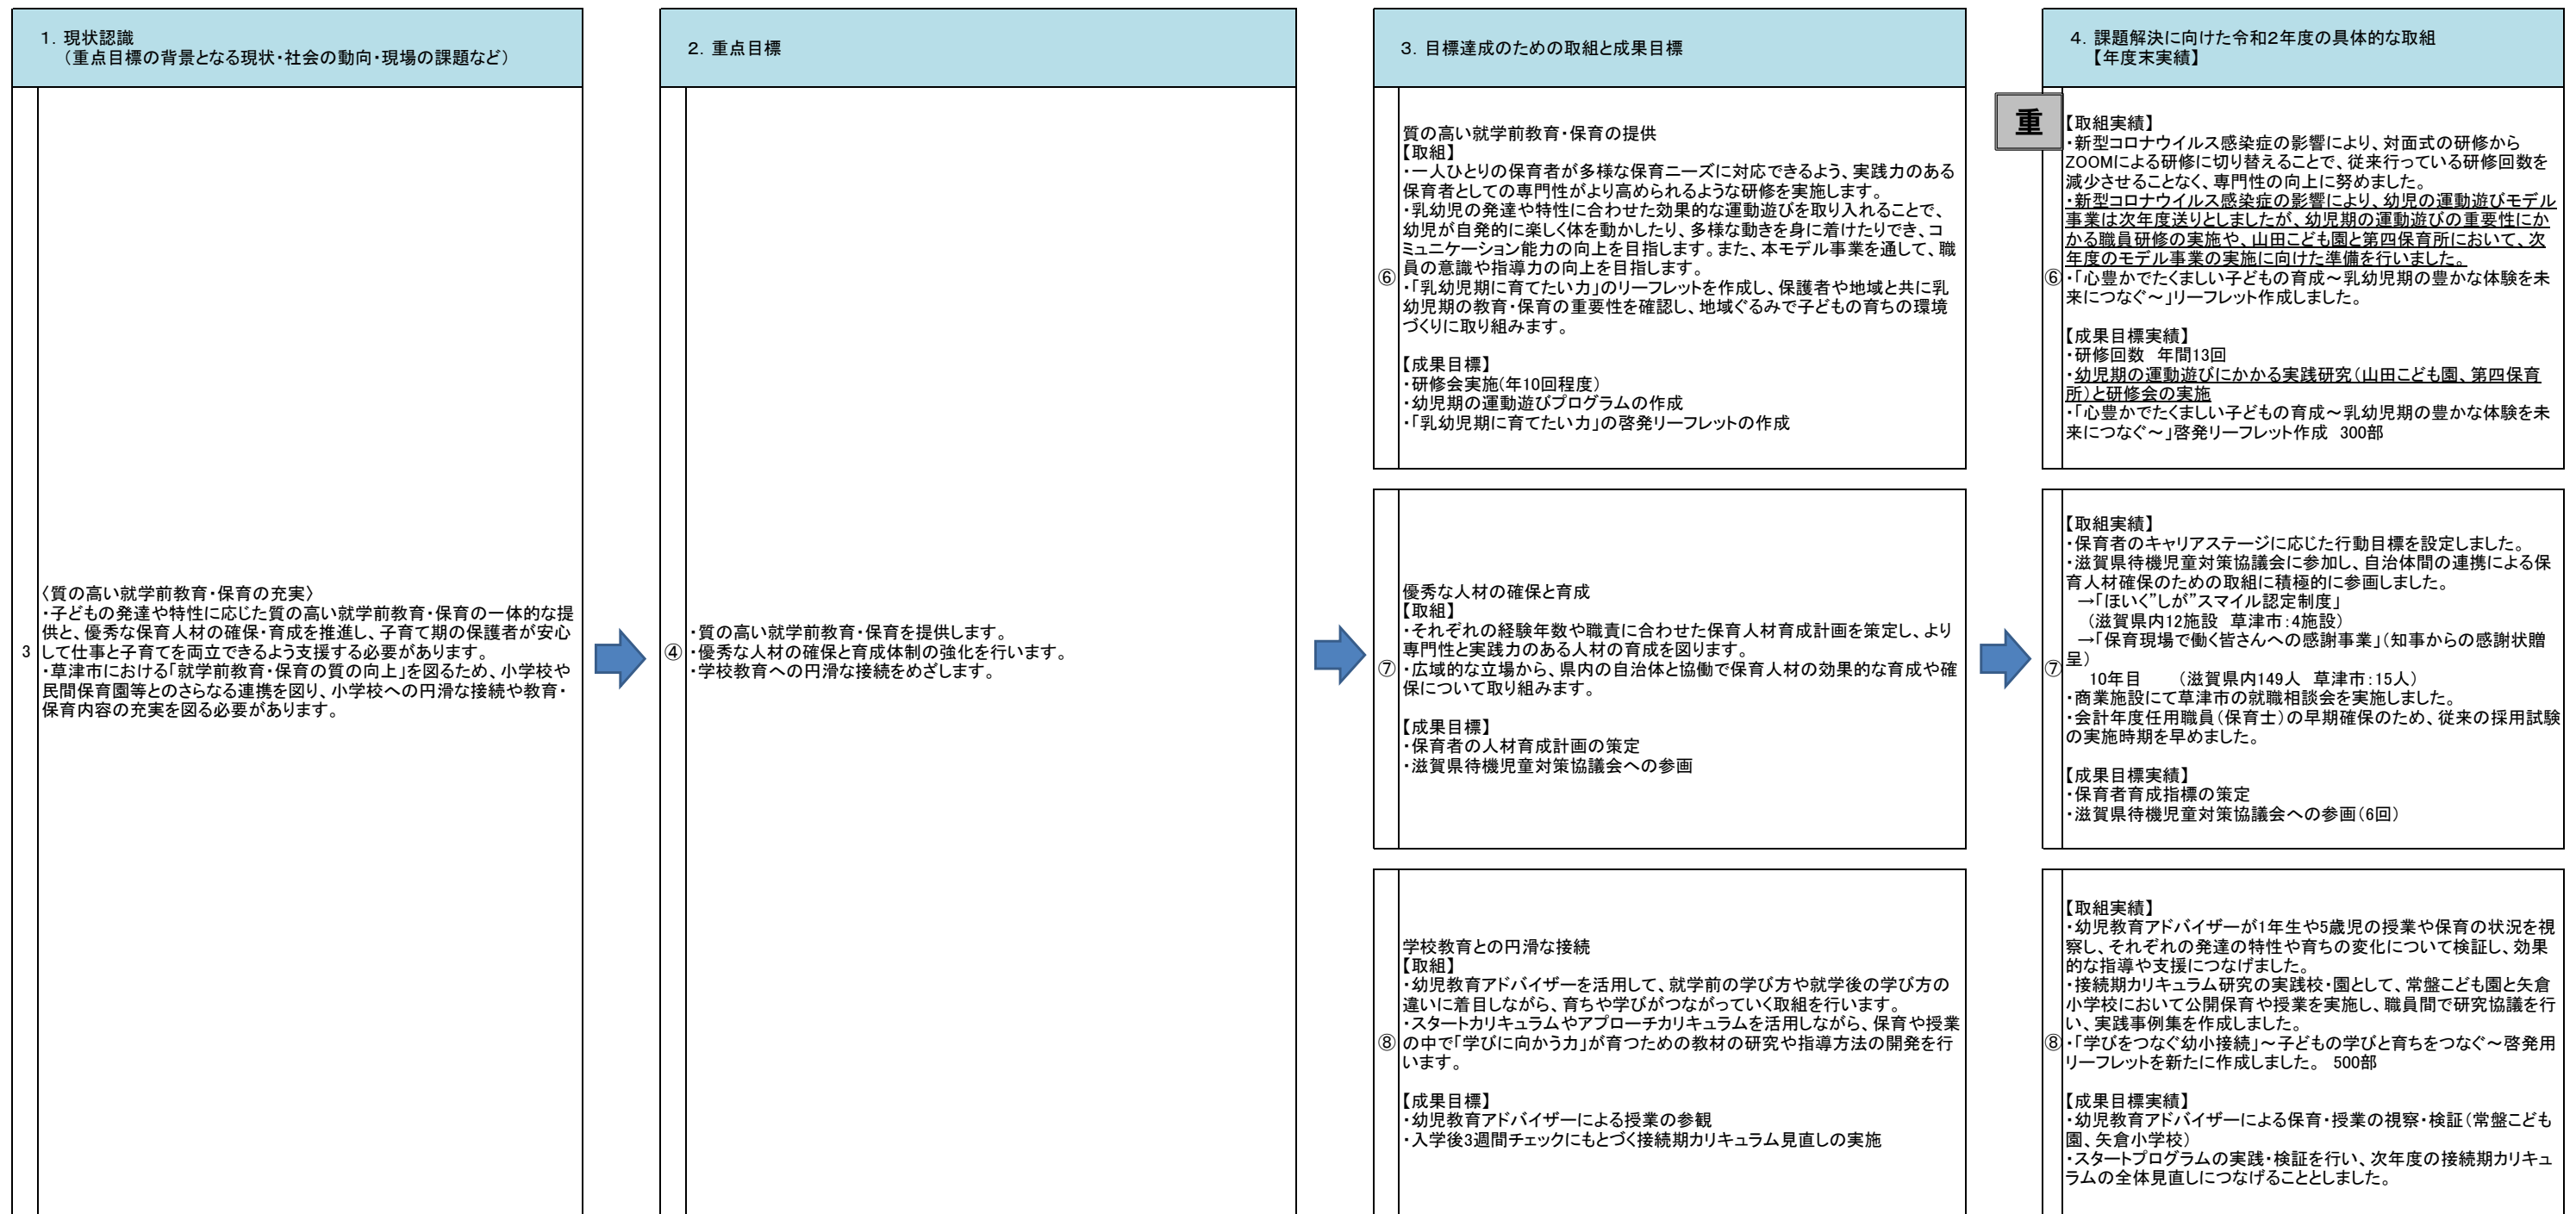 1．現状認識
（重点目標の背景となる現状・社会の動向・現場の課題など）
3
〈質の高い就学前教育・保育の充実〉
・子どもの発達や特性に応じた質の高い就学前教育・保育の一体的な提
供と、優秀な保育人材の確保・育成を推進し、子育て期の保護者が安心
して仕事と子育てを両立できるよう支援する必要があります。
・草津市における「就学前教育・保育の質の向上」を図るため、小学校や
民間保育園等とのさらなる連携を図り、小学校への円滑な接続や教育・
保育内容の充実を図る必要があります。
2．重点目標
④
・質の高い就学前教育・保育を提供します。
・優秀な人材の確保と育成体制の強化を行います。
・学校教育への円滑な接続をめざします。
3．目標達成のための取組と成果目標
⑥
質の高い就学前教育・保育の提供
【取組】
・一人ひとりの保育者が多様な保育ニーズに対応できるよう、実践力のある
保育者としての専門性がより高められるような研修を実施します。
・乳幼児の発達や特性に合わせた効果的な運動遊びを取り入れることで、
幼児が自発的に楽しく体を動かしたり、多様な動きを身に着けたりでき、コ
ミュニケーション能力の向上を目指します。また、本モデル事業を通して、職
員の意識や指導力の向上を目指します。
・「乳幼児期に育てたい力」のリーフレットを作成し、保護者や地域と共に乳
幼児期の教育・保育の重要性を確認し、地域ぐるみで子どもの育ちの環境
づくりに取り組みます。
【成果目標】
・研修会実施(年10回程度)
・幼児期の運動遊びプログラムの作成
・「乳幼児期に育てたい力」の啓発リーフレットの作成
⑦
優秀な人材の確保と育成
【取組】
・それぞれの経験年数や職責に合わせた保育人材育成計画を策定し、より
専門性と実践力のある人材の育成を図ります。
・広域的な立場から、県内の自治体と協働で保育人材の効果的な育成や確
保について取り組みます。
【成果目標】
・保育者の人材育成計画の策定
・滋賀県待機児童対策協議会への参画
⑧
学校教育との円滑な接続
【取組】
・幼児教育アドバイザーを活用して、就学前の学び方や就学後の学び方の
違いに着目しながら、育ちや学びがつながっていく取組を行います。
・スタートカリキュラムやアプローチカリキュラムを活用しながら、保育や授業
の中で「学びに向かう力」が育つための教材の研究や指導方法の開発を行
います。
【成果目標】
・幼児教育アドバイザーによる授業の参観
・入学後3週間チェックにもとづく接続期カリキュラム見直しの実施
4．課題解決に向けた令和2年度の具体的な取組
【年度末実績】
重
⑥
【取組実績】
・新型コロナウイルス感染症の影響により、対面式の研修から
ZOOMによる研修に切り替えることで、従来行っている研修回数を
減少させることなく、専門性の向上に努めました。
・新型コロナウイルス感染症の影響により、幼児の運動遊びモデル
事業は次年度送りとしましたが、幼児期の運動遊びの重要性にか
かる職員研修の実施や、山田こども園と第四保育所において、次
年度のモデル事業の実施に向けた準備を行いました。
・「心豊かでたくましい子どもの育成～乳幼児期の豊かな体験を未
来につなぐ～」リーフレット作成しました。
【成果目標実績】
・研修回数 年間13回
・幼児期の運動遊びにかかる実践研究（山田こども園、第四保育
所）と研修会の実施
・「心豊かでたくましい子どもの育成～乳幼児期の豊かな体験を未
来につなぐ～」啓発リーフレット作成 300部
⑦
【取組実績】
・保育者のキャリアステージに応じた行動目標を設定しました。
・滋賀県待機児童対策協議会に参加し、自治体間の連携による保
育人材確保のための取組に積極的に参画しました。
→「ほいく"しが"スマイル認定制度」
（滋賀県内12施設 草津市：4施設）
→「保育現場で働く皆さんへの感謝事業」（知事からの感謝状贈
呈）
10年目 （滋賀県内149人 草津市：15人）
・商業施設にて草津市の就職相談会を実施しました。
・会計年度任用職員（保育士）の早期確保のため、従来の採用試験
の実施時期を早めました。
【成果目標実績】
・保育者育成指標の策定
・滋賀県待機児童対策協議会への参画（6回）
⑧
【取組実績】
・幼児教育アドバイザーが1年生や5歳児の授業や保育の状況を視
察し、それぞれの発達の特性や育ちの変化について検証し、効果
的な指導や支援につなげました。
・接続期カリキュラム研究の実践校・園として、常盤こども園と矢倉
小学校において公開保育や授業を実施し、職員間で研究協議を行
い、実践事例集を作成しました。
・「学びをつなぐ幼小接続」～子どもの学びと育ちをつなぐ～啓発用
リーフレットを新たに作成しました。 500部
【成果目標実績】
・幼児教育アドバイザーによる保育・授業の視察・検証（常盤こども
園、矢倉小学校）
・スタートプログラムの実践・検証を行い、次年度の接続期カリキュ
ラムの全体見直しにつなげることとしました。